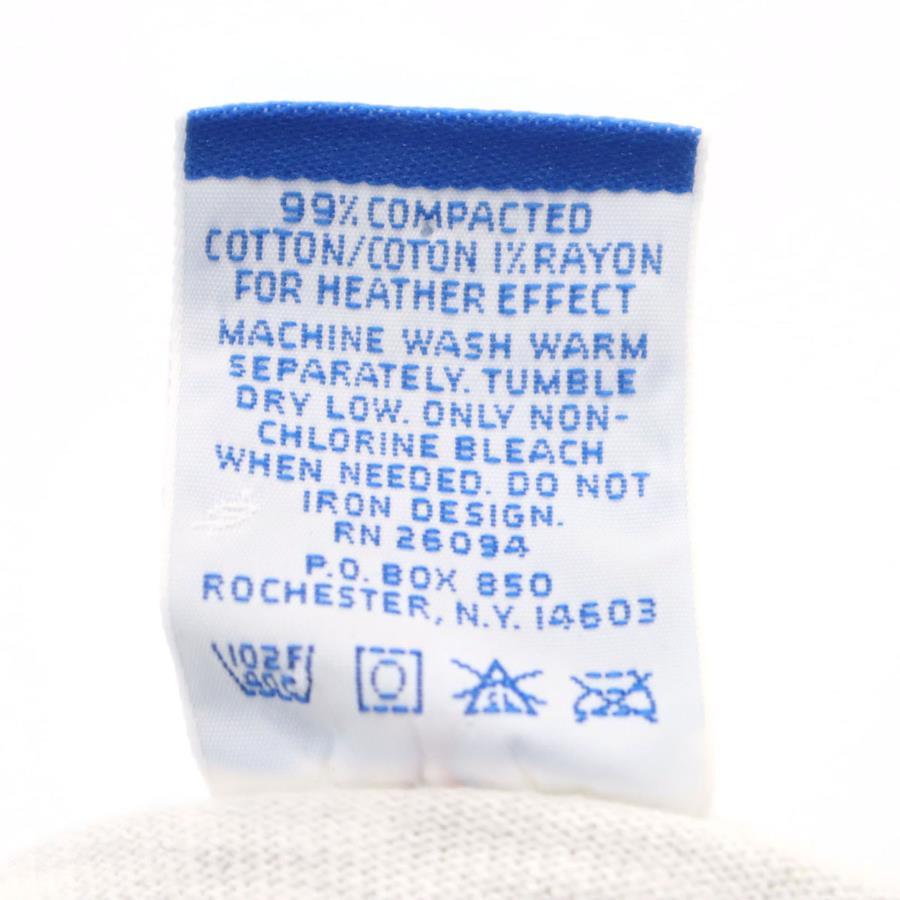 99% COMPACTED
COTTON/COTON 1% RAYON
FOR HEATHER EFFECT
MACHINE WASH WARM
SEPARATELY. TUMBLE
DRY LOW. ONLY NON-
CHLORINE BLEACH
WHEN NEEDED. DO NOT
IRON DESIGN.
RN 26094
P.O. BOX 850
ROCHESTER, N.Y. 14603
102F